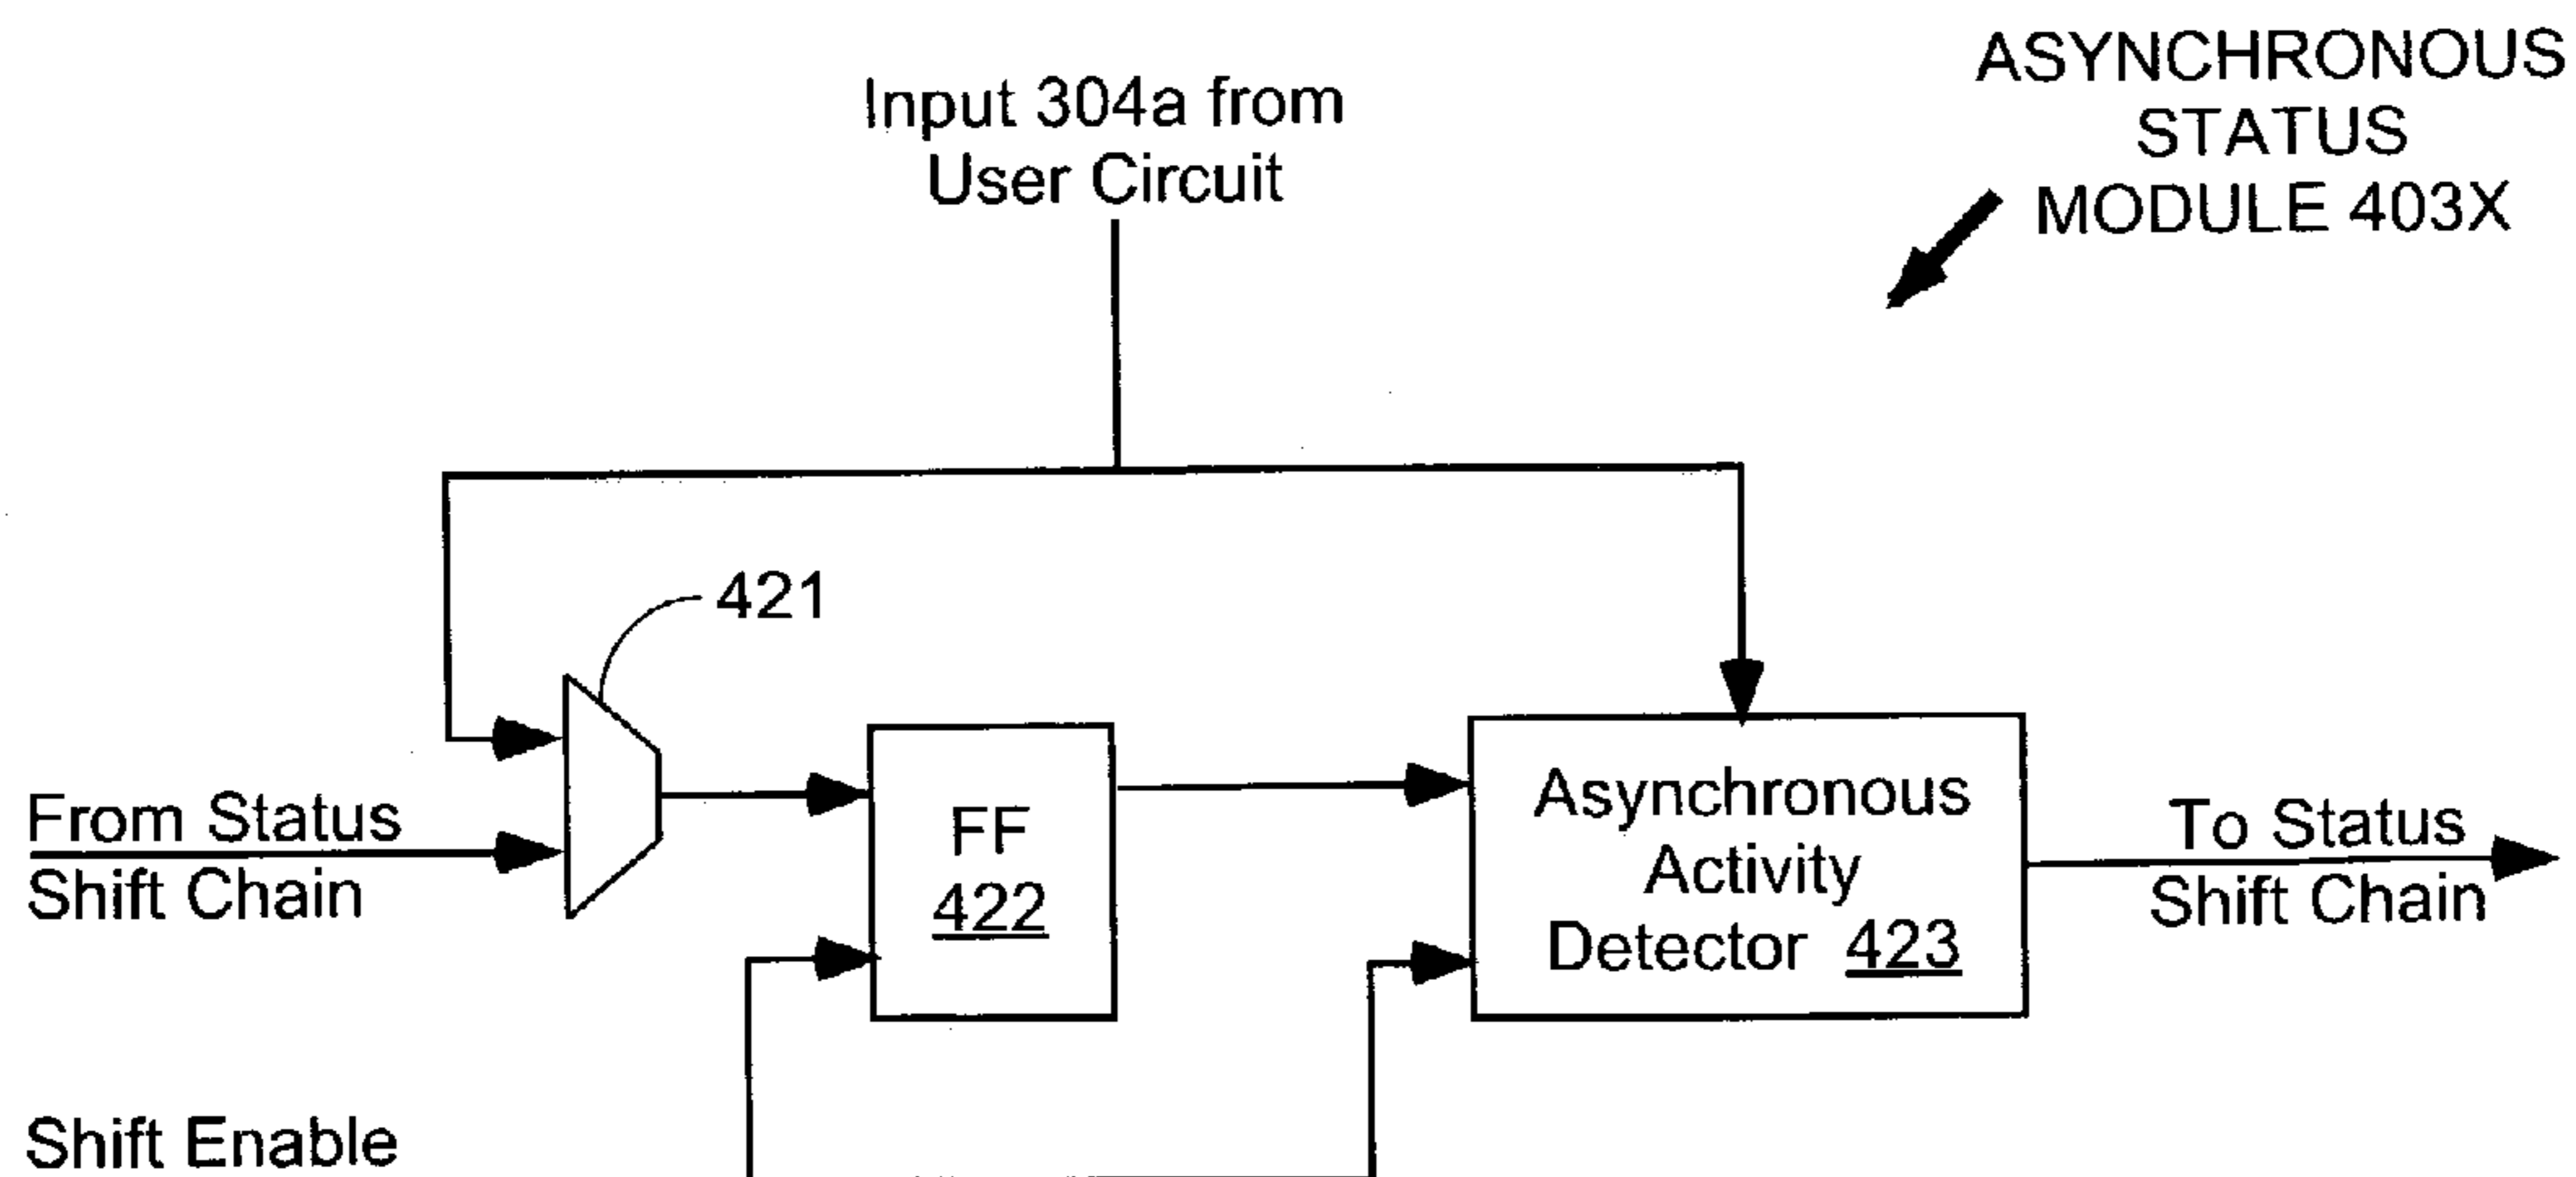 ASYNCHRONOUS
STATUS
MODULE 403X
Input 304a from
User Circuit
421
From Status
Shift Chain
FF
422
Asynchronous
Activity
Detector 423
To Status
Shift Chain
Shift Enable